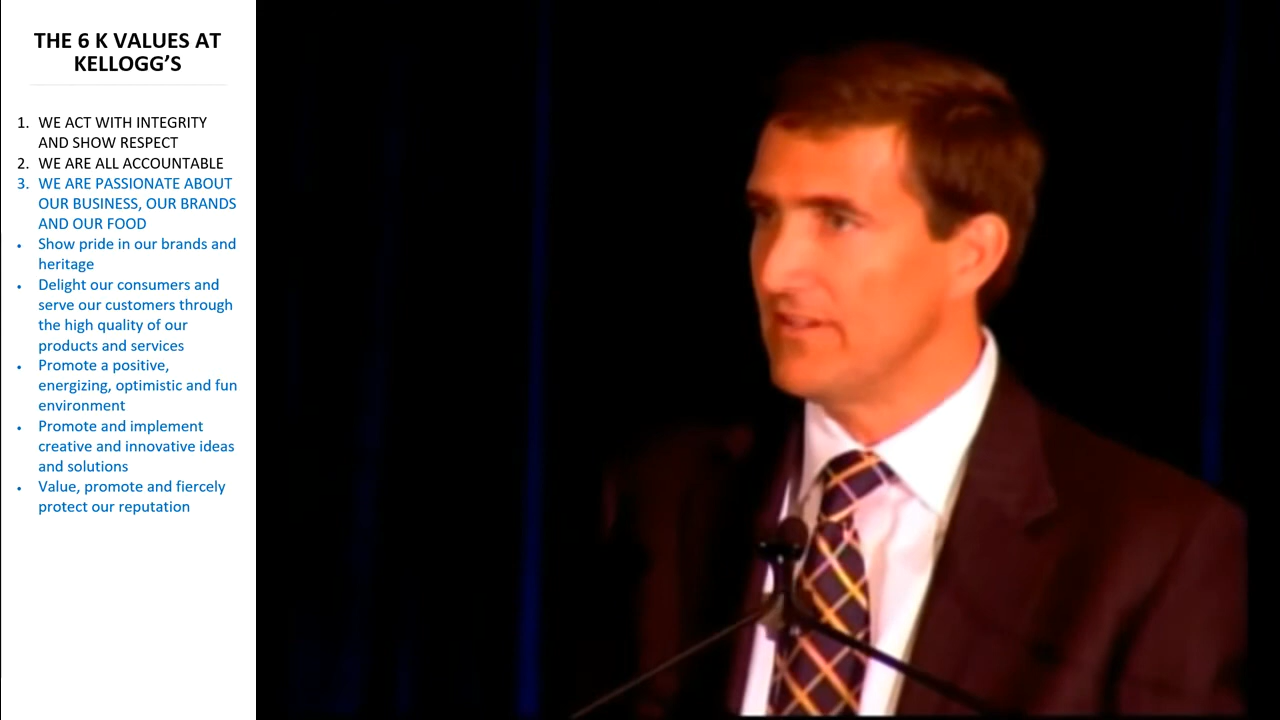 THE 6 K VALUES AT
KELLOGG’S
1. WE ACT WITH INTEGRITY
AND SHOW RESPECT
2. WE ARE ALL ACCOUNTABLE
3. WE ARE PASSIONATE ABOUT
OUR BUSINESS, OUR BRANDS
AND OUR FOOD
• Show pride in our brands and
heritage
• Delight our consumers and
serve our customers through
the high quality of our
products and services
• Promote a positive,
energizing, optimistic and fun
environment
• Promote and implement
creative and innovative ideas
and solutions
• Value, promote and fiercely
protect our reputation